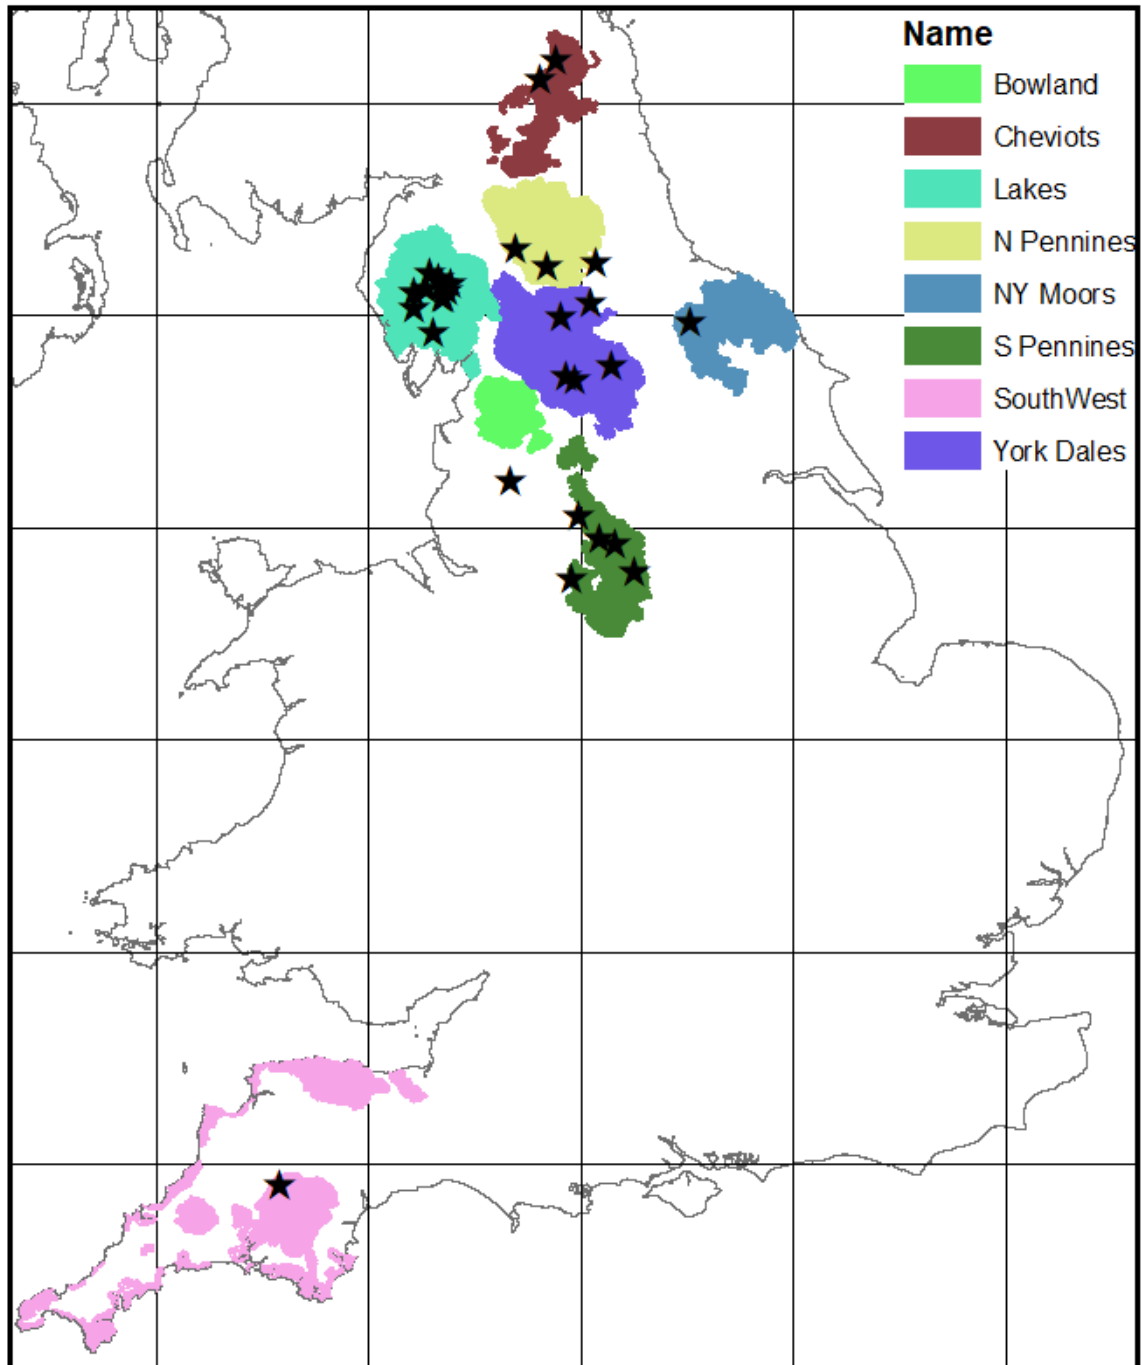 Name
Bowland
Cheviots
Lakes
N Pennines
NY Moors
S Pennines
SouthWest
York Dales